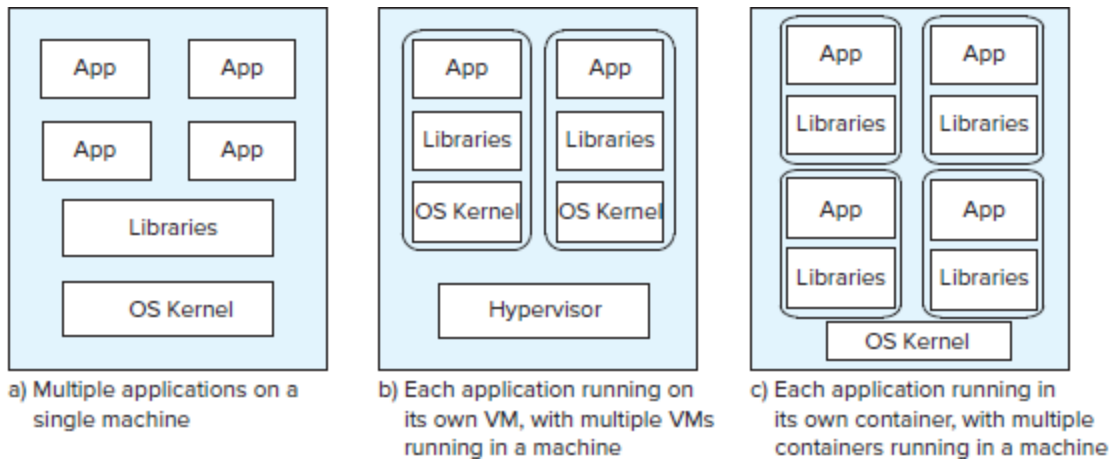 App
App
App
App
Libraries
OS Kernel
a) Multiple applications on a
single machine
App
App
Libraries
Libraries
OS Kernel
OS Kernel
Hypervisor
b) Each application running on
its own VM, with multiple VMs
running in a machine
App
App
Libraries
Libraries
App
App
Libraries
Libraries
OS Kernel
c) Each application running in
its own container, with multiple
containers running in a machine